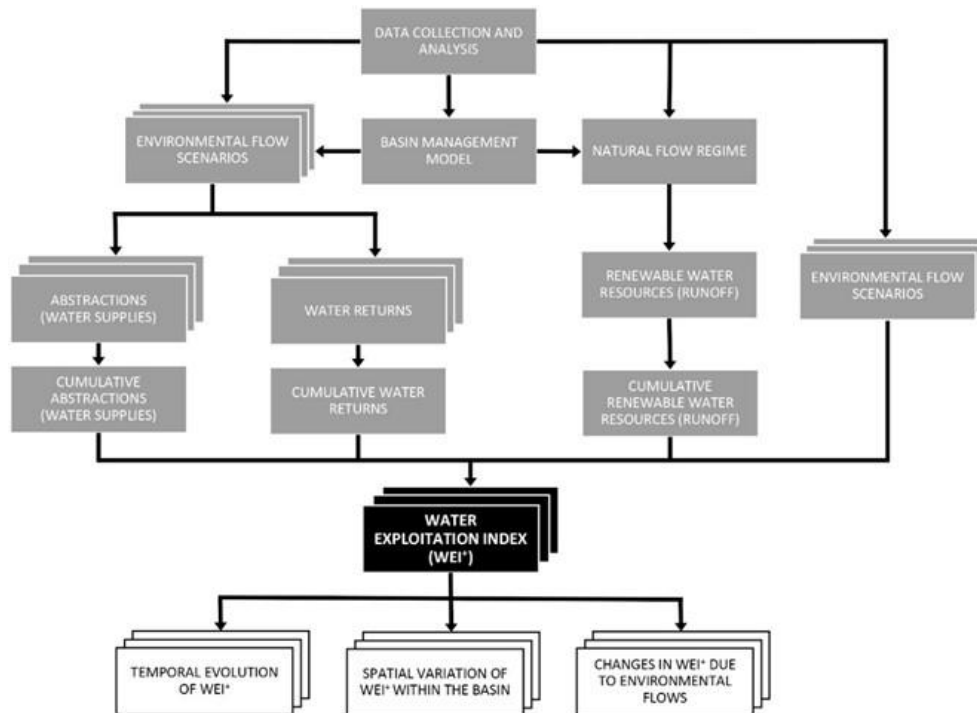 DATA COLLECTION AND
ANALYSIS
ENVIRONMENTAL FLOW
SCENARIOS
BASIN MANAGEMENT
MODEL
NATURAL FLOW REGIME
ABSTRACTIONS
(WATER SUPPLIES)
WATER RETURNS
RENEWABLE WATER
RESOURCES (RUNOFF)
ENVIRONMENTAL FLOW
SCENARIOS
CUMULATIVE
ABSTRACTIONS
(WATER SUPPLIES)
CUMULATIVE WATER
RETURNS
CUMULATIVE
RENEWABLE WATER
RESOURCES (RUNOFF)
WATER
EXPLOITATION INDEX
(WEI⁺)
TEMPORAL EVOLUTION
OF WEI⁺
SPATIAL VARIATION OF
WEI⁺ WITHIN THE BASIN
CHANGES IN WEI⁺ DUE
TO ENVIRONMENTAL
FLOWS